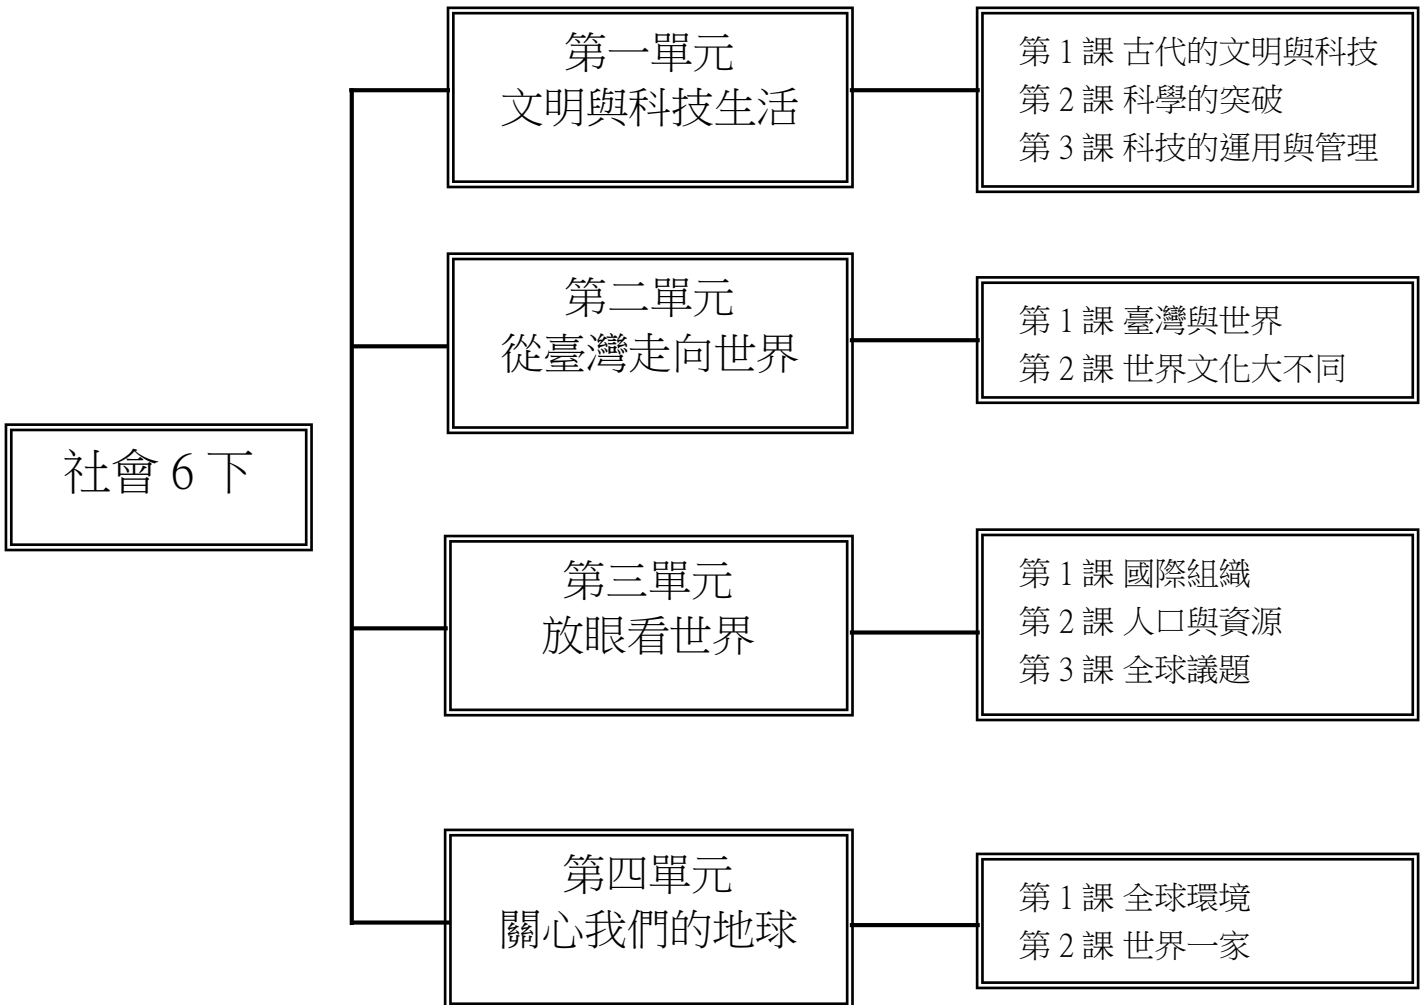 第一單元
文明與科技生活
第 1 課 古代的文明與科技
第 2 課 科學的突破
第 3 課 科技的運用與管理
第二單元
從臺灣走向世界
第 1 課 臺灣與世界
第 2 課 世界文化大不同
社會 6 下
第三單元
放眼看世界
第 1 課 國際組織
第 2 課 人口與資源
第 3 課 全球議題
第四單元
關心我們的地球
第 1 課 全球環境
第 2 課 世界一家